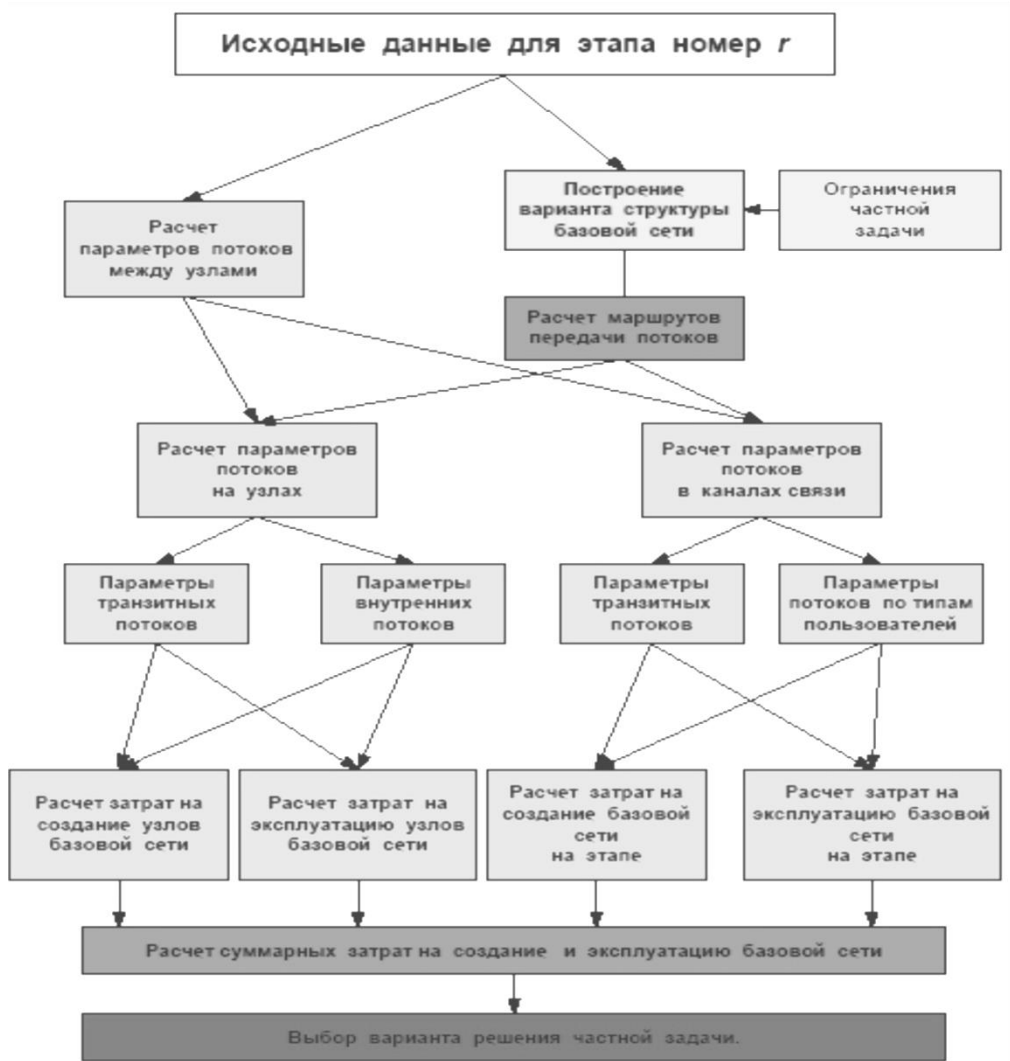 Исходные данные для этапа номер r
Построение
варианта структуры
базовой сети
Ограничения
частной
задачи
Расчет
параметров потоков
между узлами
Расчет маршрутов
передачи потоков
Расчет параметров
потоков
на узлах
Расчет параметров
потоков
в каналах связи
Параметры
транзитных
потоков
Параметры
внутренних
потоков
Параметры
транзитных
потоков
Параметры
потоков по типам
пользователей
Расчет затрат на
создание узлов
базовой сети
Расчет затрат на
эксплуатацию узлов
базовой сети
Расчет затрат на
создание базовой
сети
на этапе
Расчет затрат на
эксплуатацию базовой
сети
на этапе
Расчет суммарных затрат на создание и эксплуатацию базовой сети
Выбор варианта решения частной задачи.